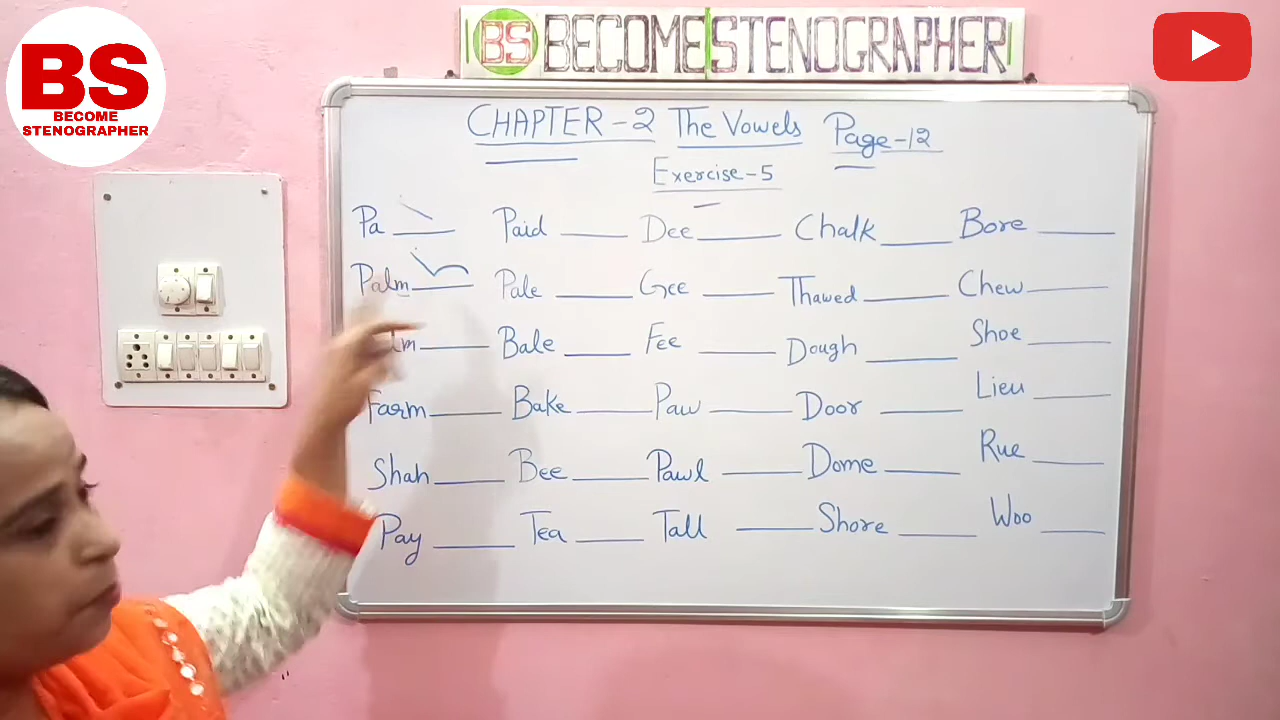 BS BECOME STENOGRAPHER
BS
BECOME
STENOGRAPHER
CHAPTER-2 The Vowels Page-12
Exercise-5
Pa ___ Paid ___ Dee ___ Chalk ___ Bore ___
Palm ___ Pale ___ Gee ___ Thawed ___ Chew ___
lm ___ Bale ___ Fee ___ Dough ___ Shoe ___
Farm ___ Bake ___ Paw ___ Door ___ Lieu ___
Shah ___ Bee ___ Pawl ___ Dome ___ Rue ___
Pay ___ Tea ___ Tall ___ Shore ___ Woo ___